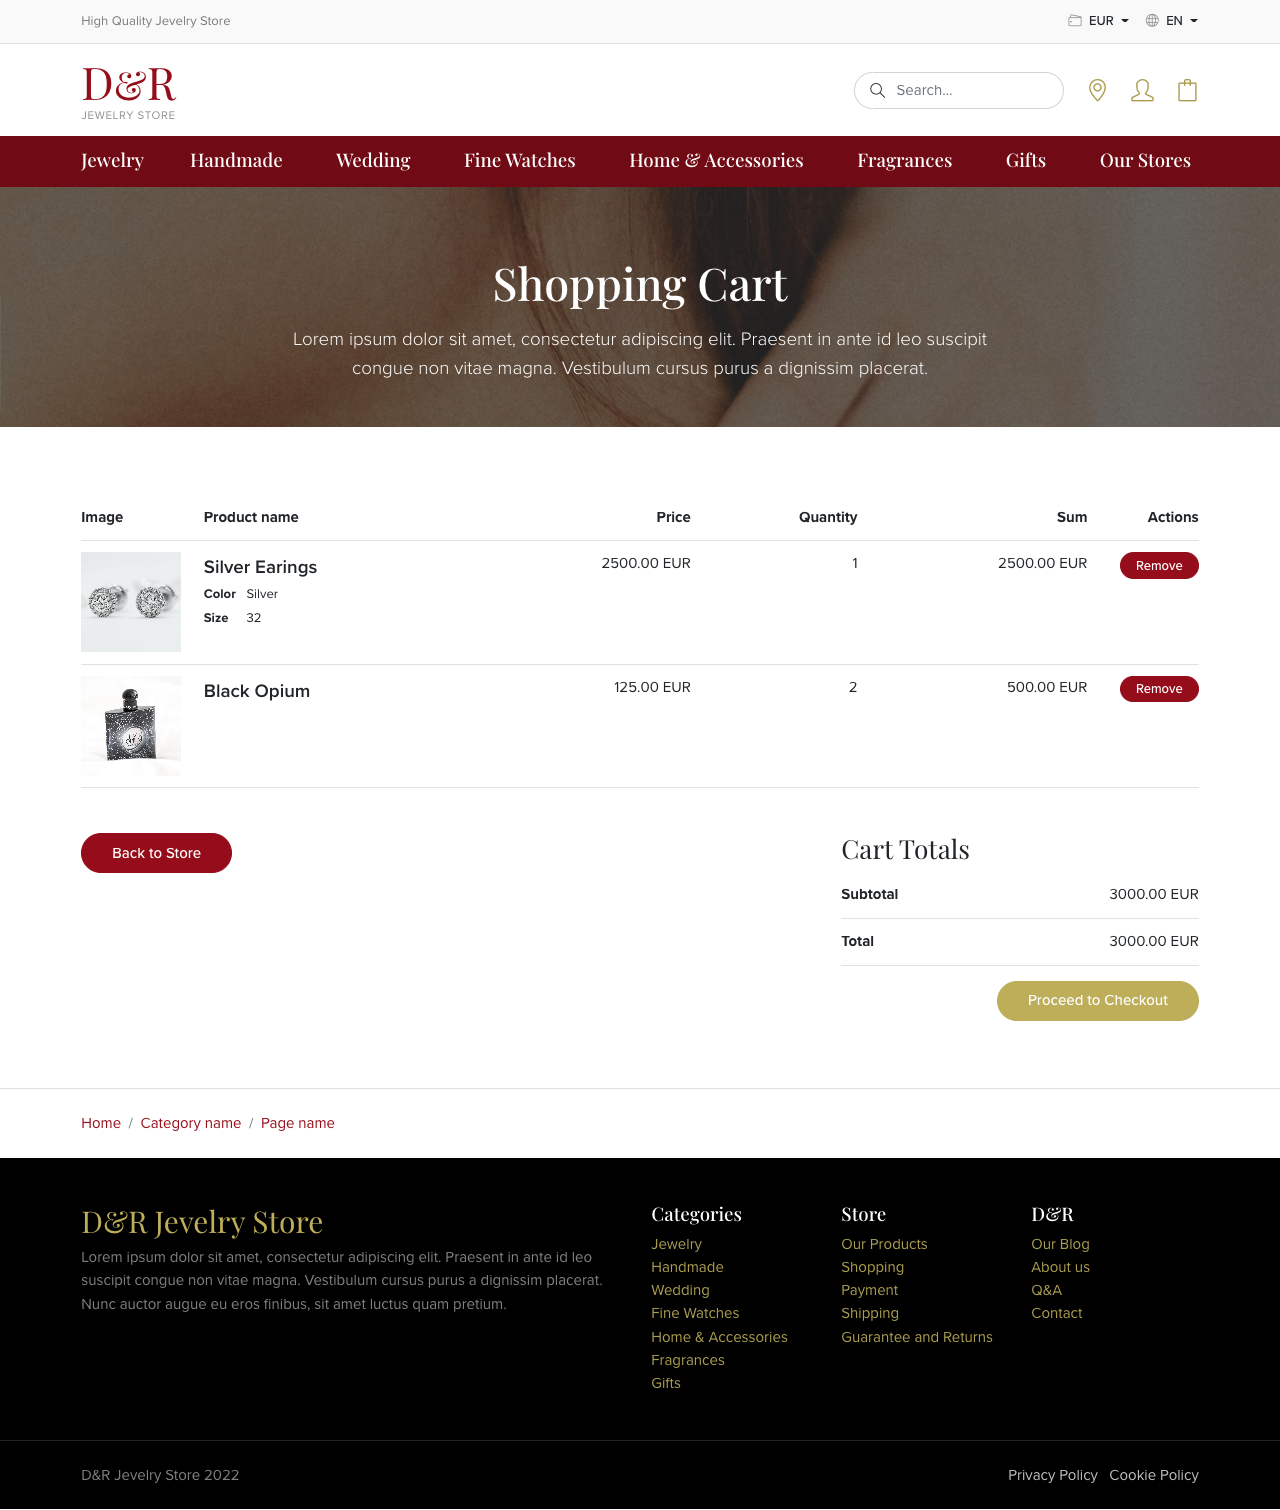 High Quality Jevelry Store
EUR
EN
D&R
JEWELRY STORE
Search...
Jewelry
Handmade
Wedding
Fine Watches
Home & Accessories
Fragrances
Gifts
Our Stores
Shopping Cart
Lorem ipsum dolor sit amet, consectetur adipiscing elit. Praesent in ante id leo suscipit
congue non vitae magna. Vestibulum cursus purus a dignissim placerat.
Image Product name Price Quantity Sum Actions
Silver Earings 2500.00 EUR 1 2500.00 EUR Remove
Color Silver
Size 32
Black Opium 125.00 EUR 2 500.00 EUR Remove
Back to Store
Cart Totals
Subtotal 3000.00 EUR
Total 3000.00 EUR
Proceed to Checkout
Home / Category name / Page name
D&R Jevelry Store
Lorem ipsum dolor sit amet, consectetur adipiscing elit. Praesent in ante id leo
suscipit congue non vitae magna. Vestibulum cursus purus a dignissim placerat.
Nunc auctor augue eu eros finibus, sit amet luctus quam pretium.
Categories
Jewelry
Handmade
Wedding
Fine Watches
Home & Accessories
Fragrances
Gifts
Store
Our Products
Shopping
Payment
Shipping
Guarantee and Returns
D&R
Our Blog
About us
Q&A
Contact
D&R Jewelry Store 2022
Privacy Policy
Cookie Policy